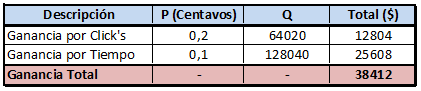 Descripción P (Centavos) Q Total ($)
Ganancia por Click's 0,2 64020 12804
Ganancia por Tiempo 0,1 128040 25608
Ganancia Total - - 38412